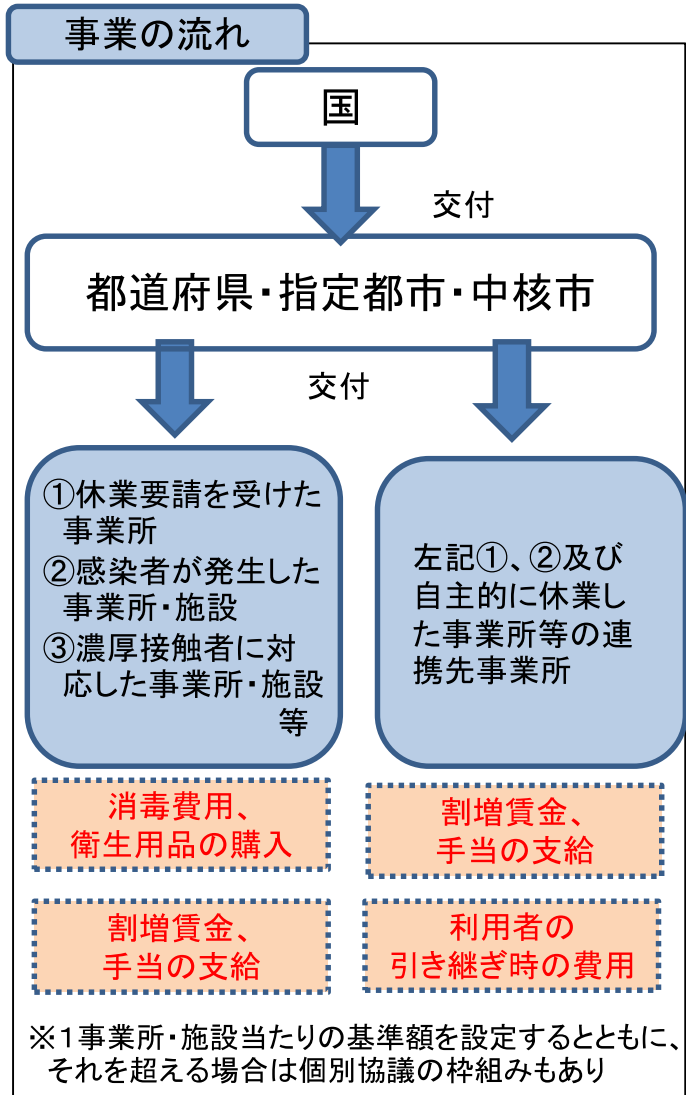 事業の流れ
国
交付
都道府県・指定都市・中核市
交付
①休業要請を受けた
事業所
②感染者が発生した
事業所・施設
③濃厚接触者に対
応した事業所・施設
等
左記①、②及び
自主的に休業し
た事業所等の連
携先事業所
消毒費用、
衛生用品の購入
割増賃金、
手当の支給
割増賃金、
手当の支給
利用者の
引き継ぎ時の費用
※１事業所・施設当たりの基準額を設定するとともに、
それを超える場合は個別協議の枠組みもあり